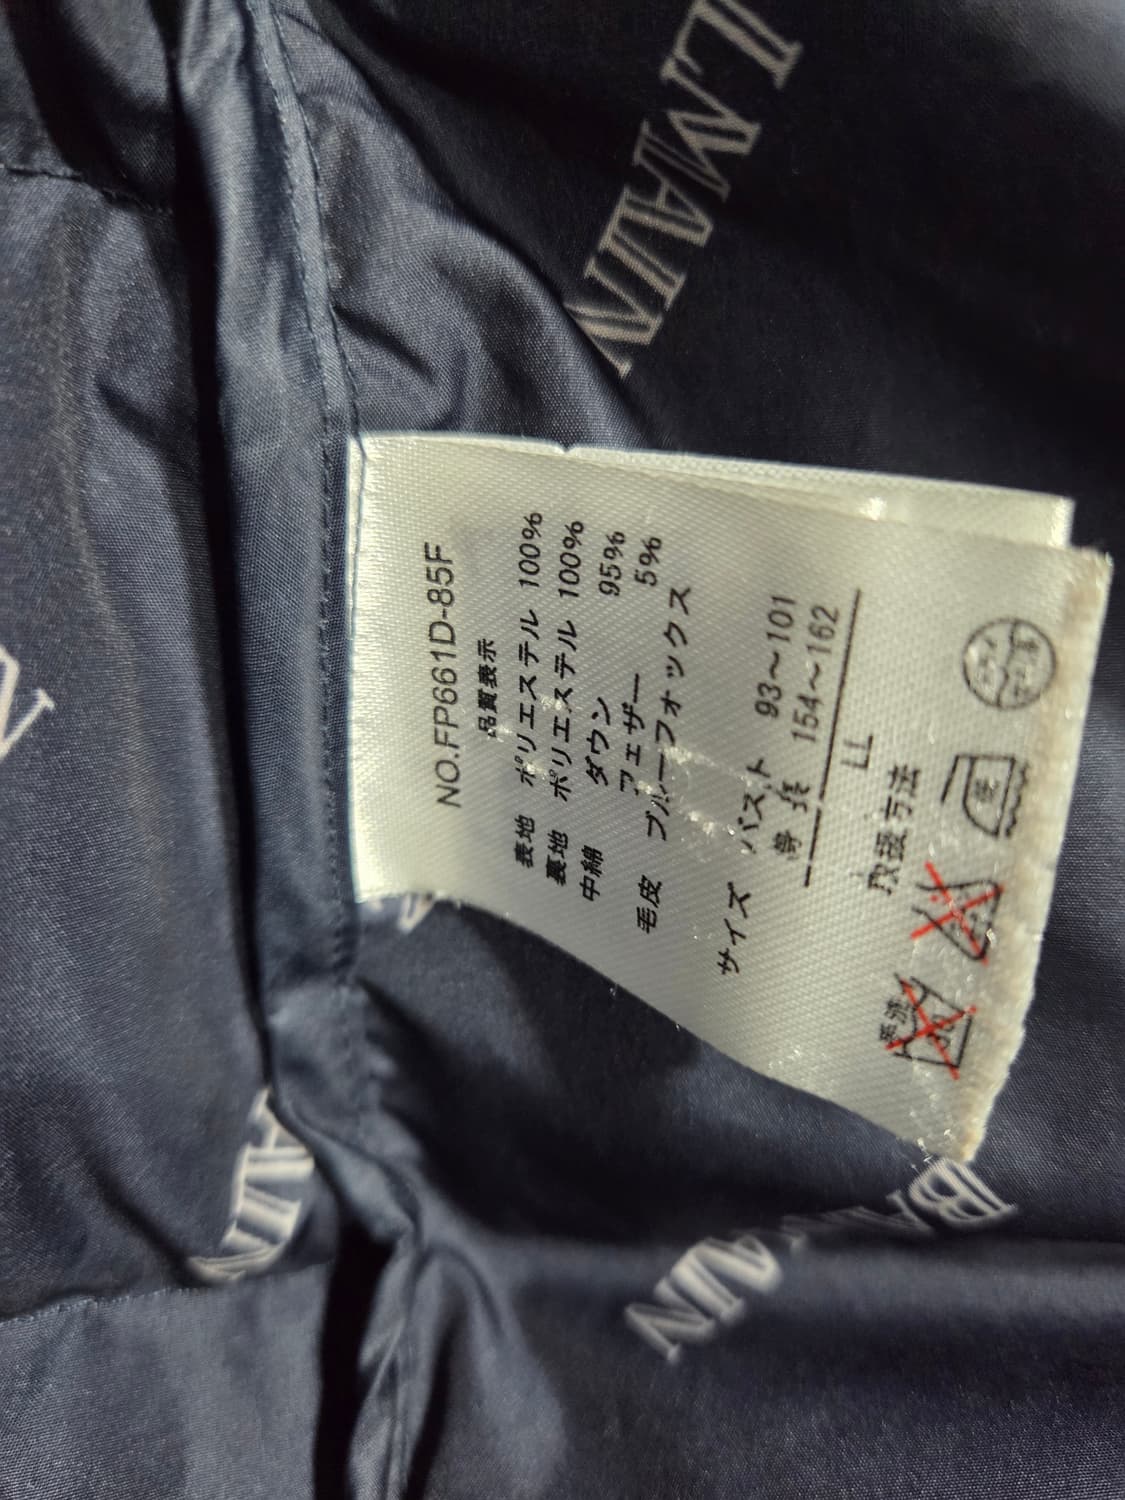 NO.FP661D-85F
品質表示
表地 ポリエステル 100%
裏地 ポリエステル 100%
中綿 ダウン 95%
フェザー 5%
毛皮 ブルーフォックス
サイズ バスト 93～101
身長 154～162
LL
取扱方法
BALMAIN
LMAIN
AIN